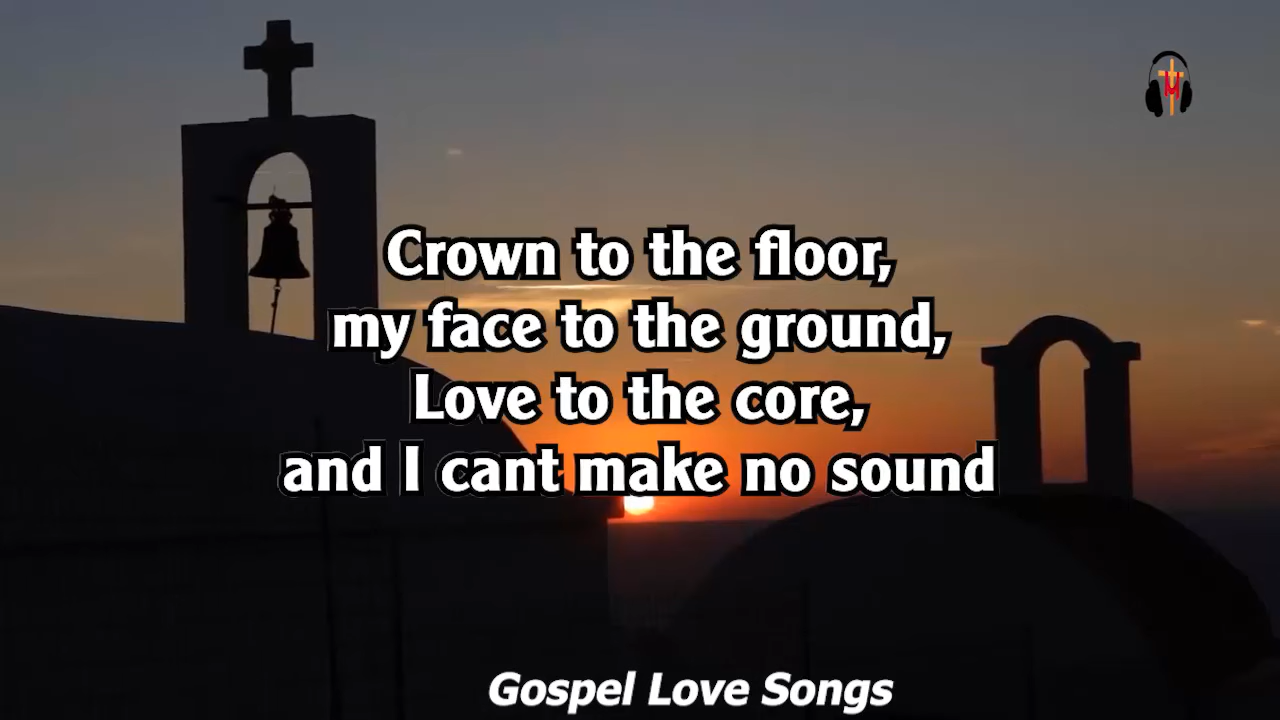 Crown to the floor,
my face to the ground,
Love to the core,
and I cant make no sound
Gospel Love Songs